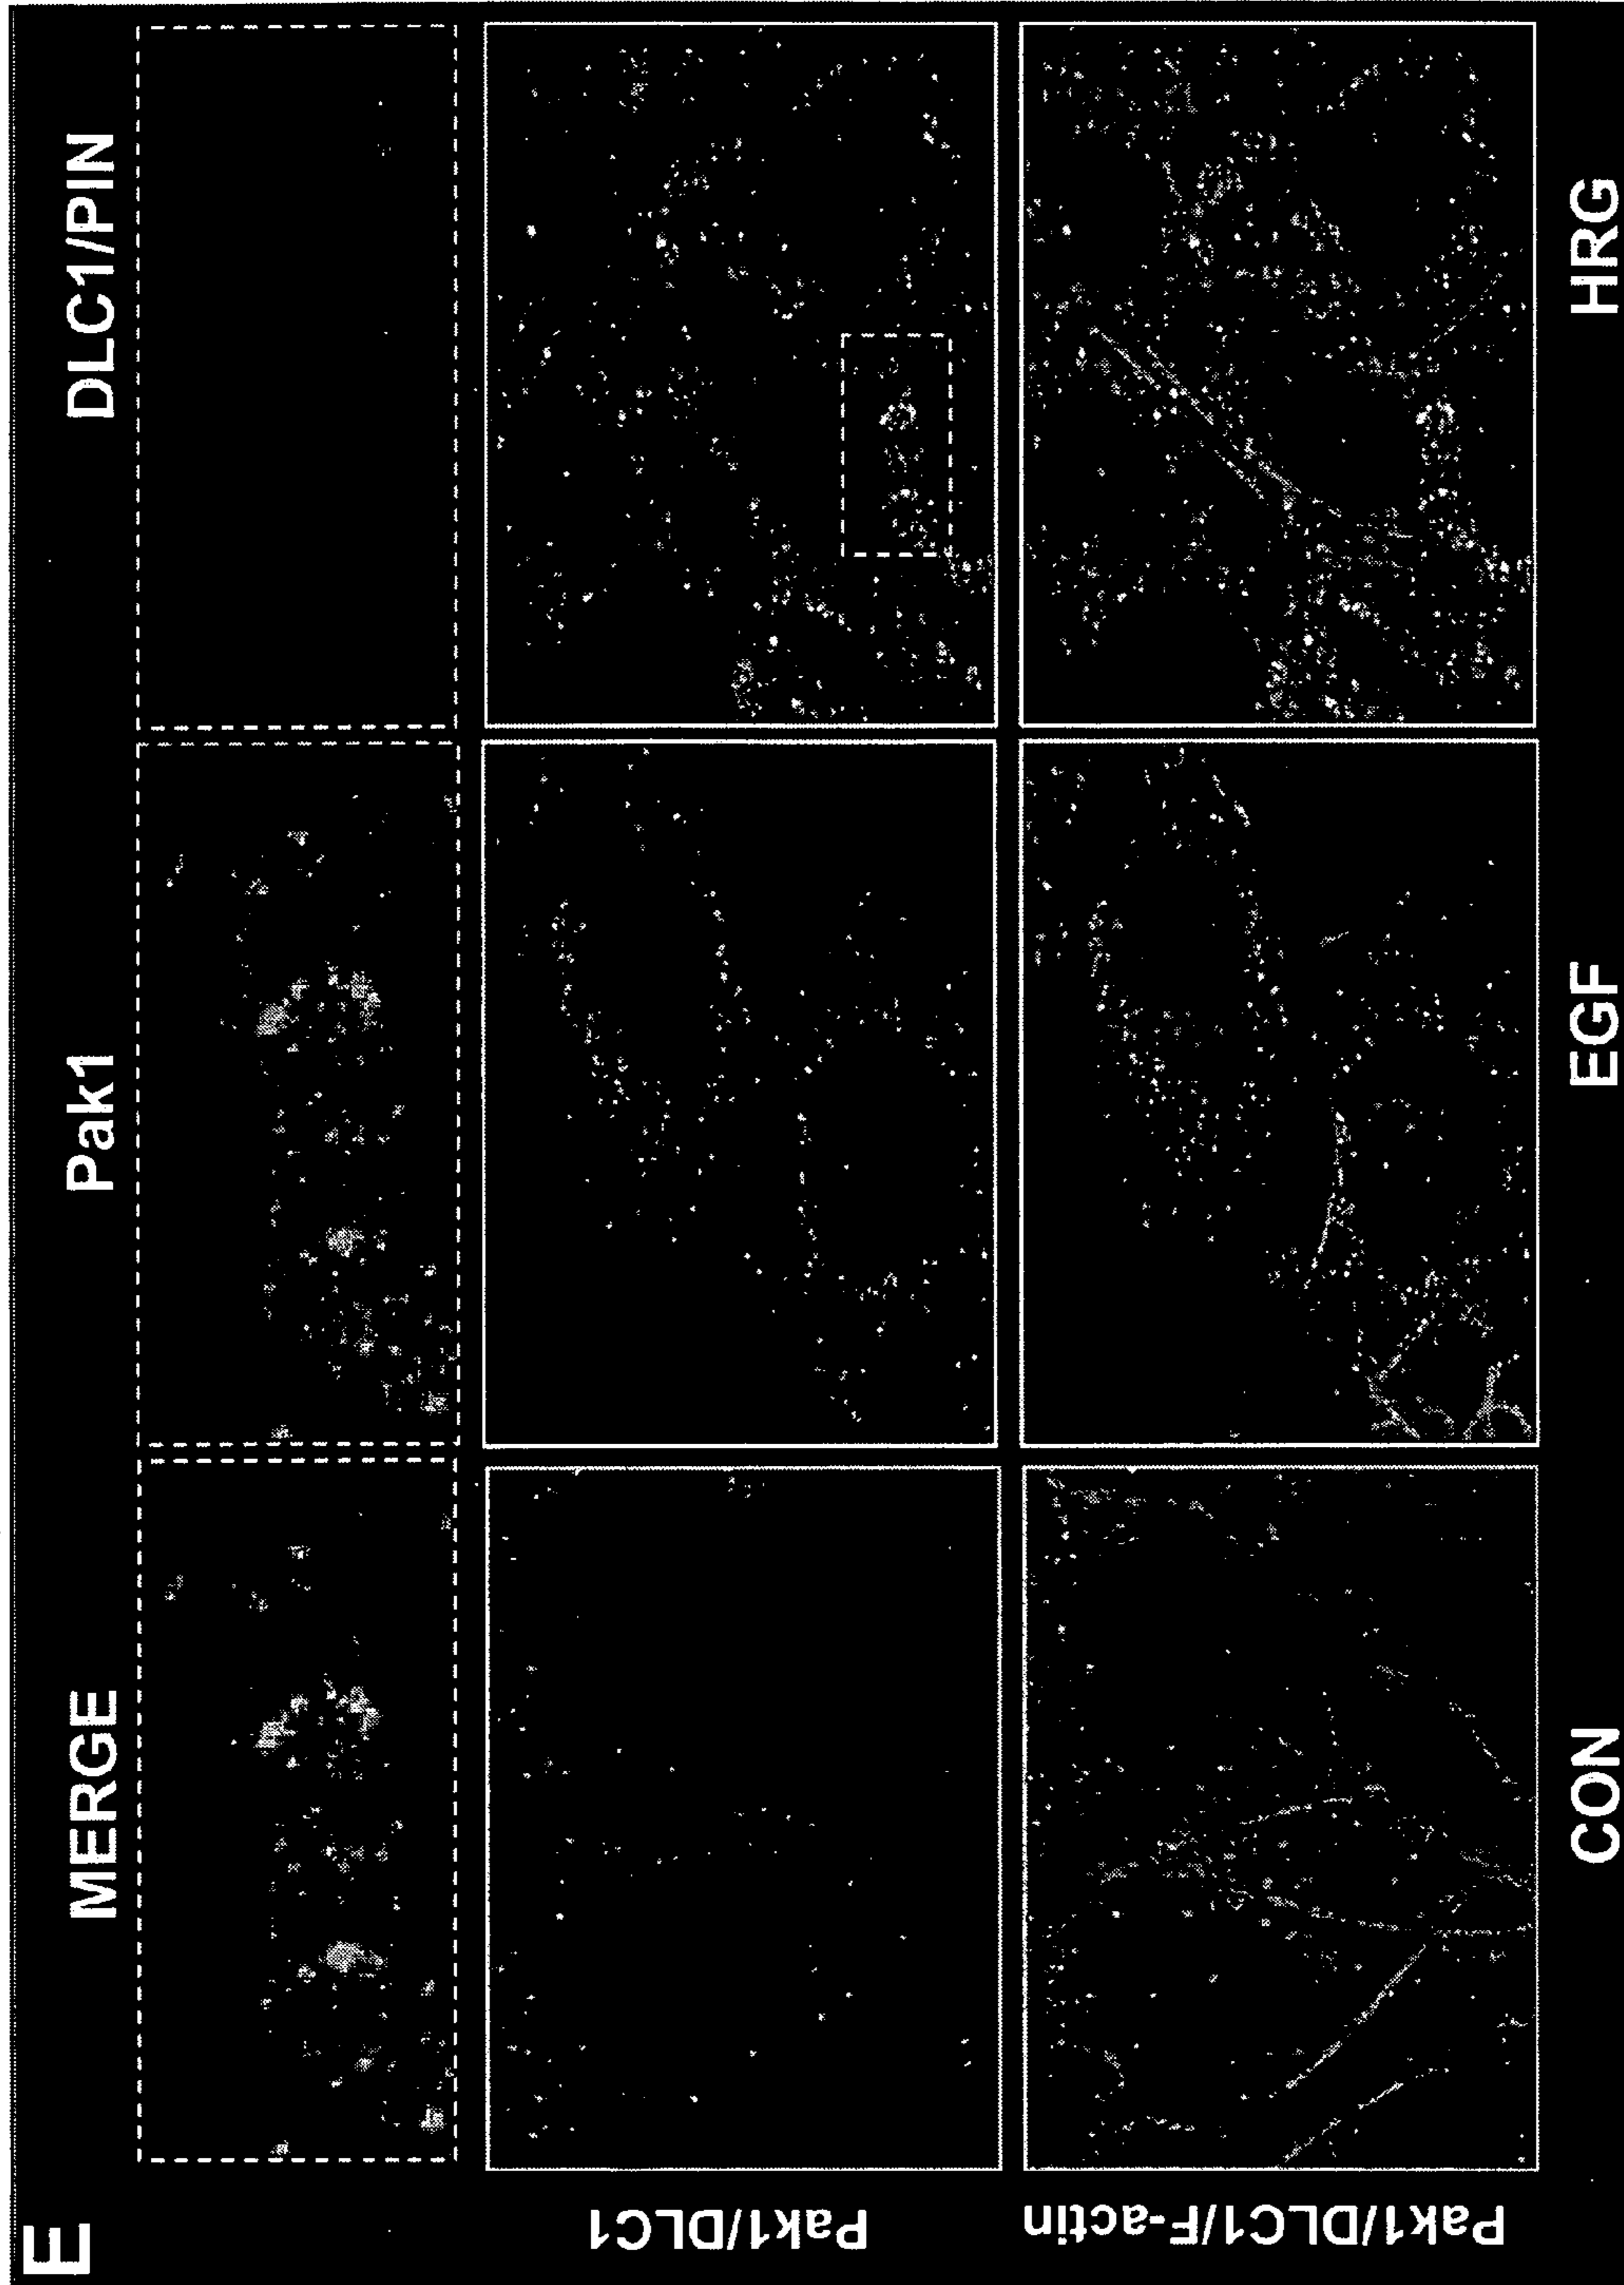 E
MERGE
Pak1
DLC1/PIN
Pak1/DLC1
Pak1/DLC1/F-actin
CON
EGF
HRG